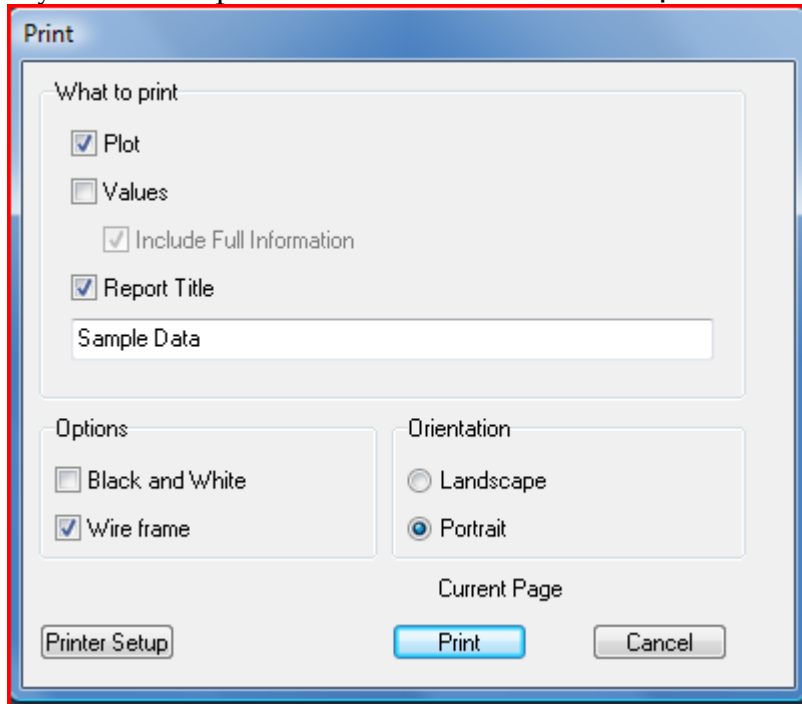 Print
What to print
Plot
Values
Include Full Information
Report Title
Sample Data
Options
Orientation
Black and White
Landscape
Wire frame
Portrait
Current Page
Printer Setup
Print
Cancel